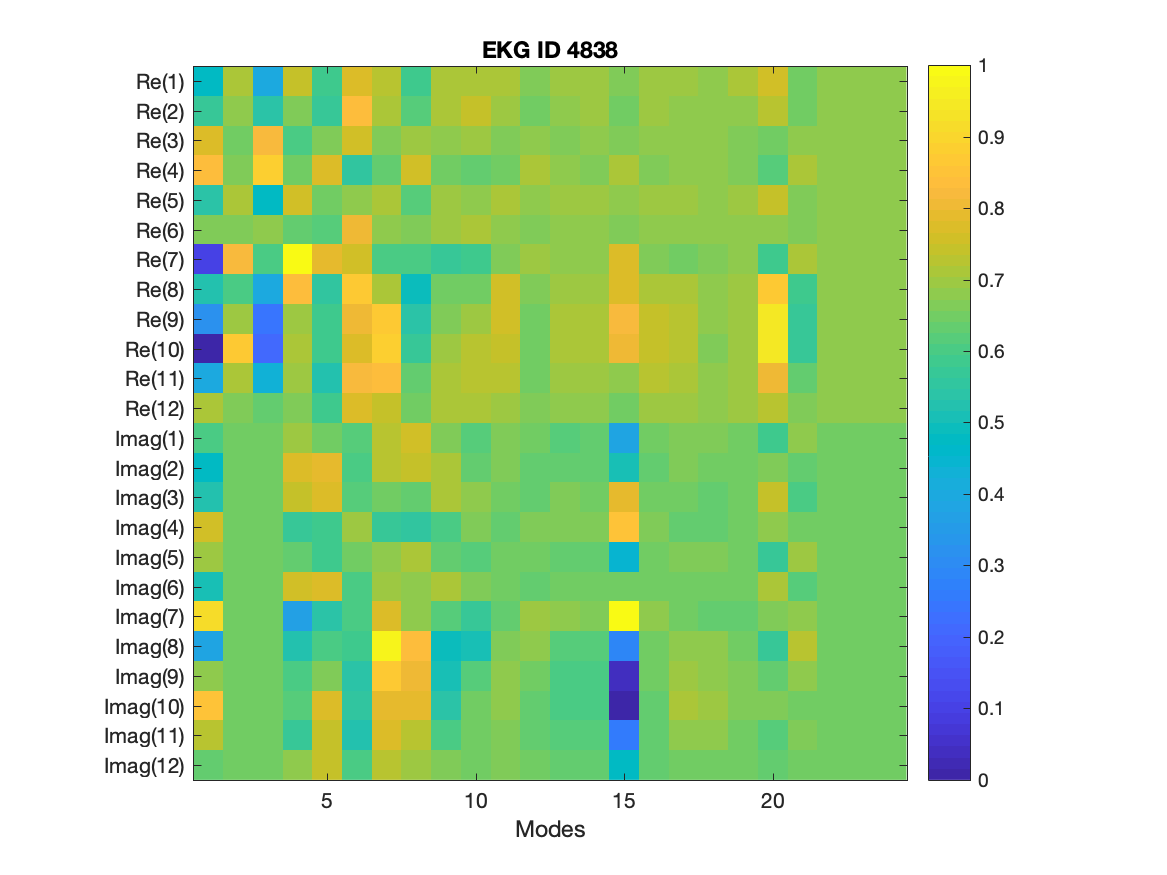 EKG ID 4838
Re(1)
Re(2)
Re(3)
Re(4)
Re(5)
Re(6)
Re(7)
Re(8)
Re(9)
Re(10)
Re(11)
Re(12)
Imag(1)
Imag(2)
Imag(3)
Imag(4)
Imag(5)
Imag(6)
Imag(7)
Imag(8)
Imag(9)
Imag(10)
Imag(11)
Imag(12)
5 10 15 20
Modes
1
0.9
0.8
0.7
0.6
0.5
0.4
0.3
0.2
0.1
0